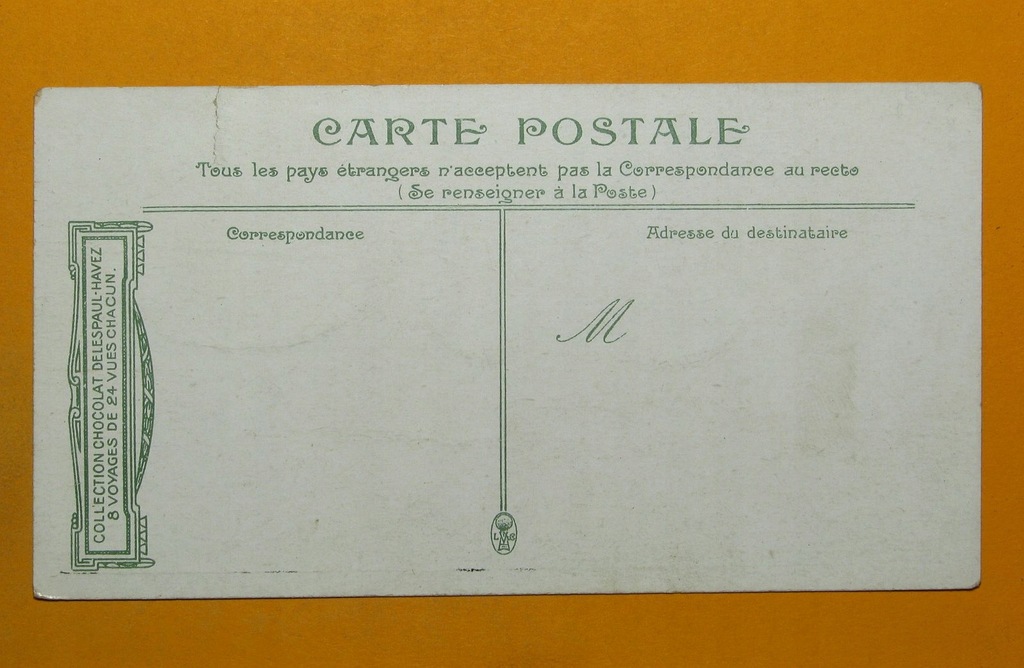 CARTE POSTALE
Tous les pays étrangers n'acceptent pas la Correspondance au recto
(Se renseigner à la Poste)
Correspondance
Adresse du destinataire
M
COLLECTION CHOCOLAT DELESPAUL-HAVEZ
8 VOYAGES DE 24 VUES CHACUN.